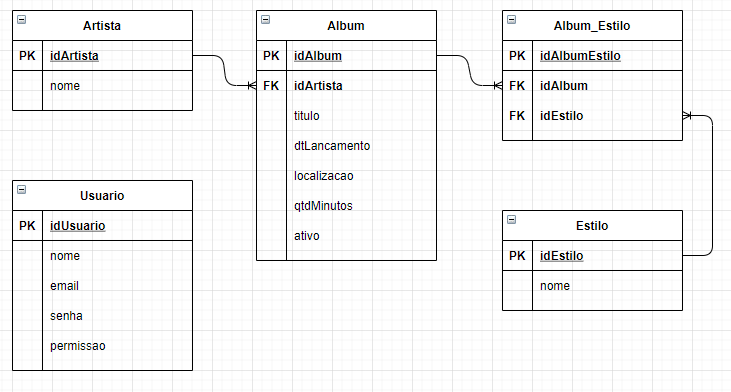 Artista
PK idArtista
nome
Album
PK idAlbum
FK idArtista
titulo
dtLancamento
localizacao
qtdMinutos
ativo
Album_Estilo
PK idAlbumEstilo
FK idAlbum
FK idEstilo
Usuario
PK idUsuario
nome
email
senha
permissao
Estilo
PK idEstilo
nome